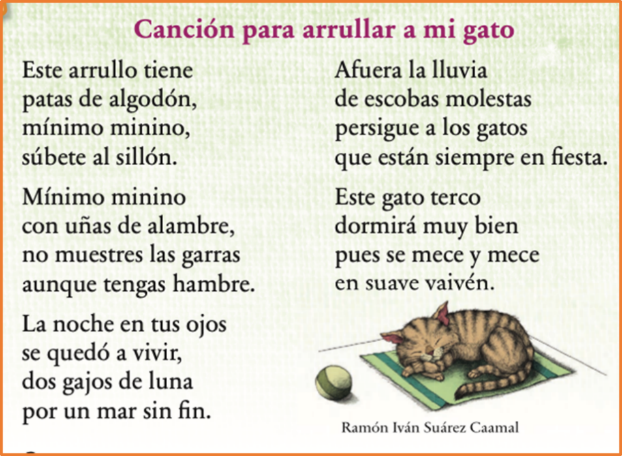 Canción para arrullar a mi gato
Este arrullo tiene
patas de algodón,
mínimo minino,
súbete al sillón.
Mínimo minino
con uñas de alambre,
no muestres las garras
aunque tengas hambre.
La noche en tus ojos
se quedó a vivir,
dos gajos de luna
por un mar sin fin.
Afuera la lluvia
de escobas molestas
persigue a los gatos
que están siempre en fiesta.
Este gato terco
dormirá muy bien
pues se mece y mece
en suave vaivén.
Ramón Iván Suárez Caamal